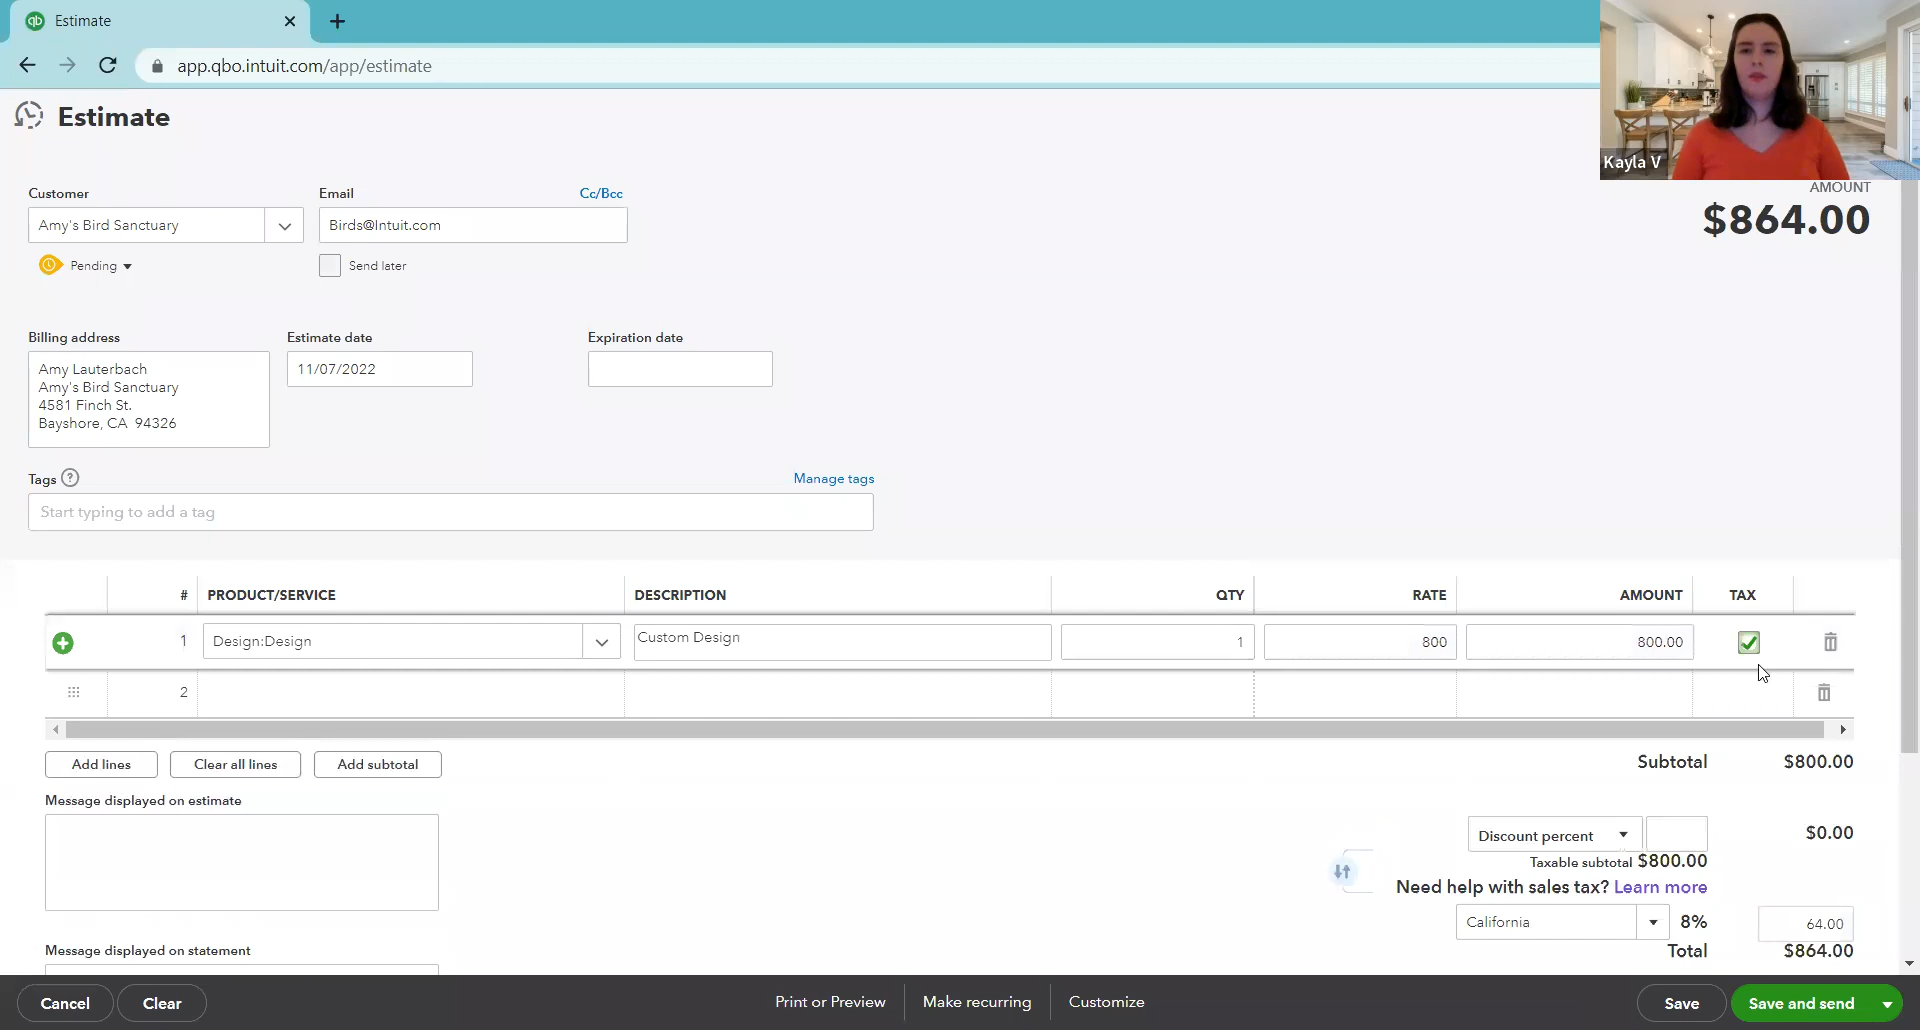 Estimate
app.qbo.intuit.com/app/estimate
Estimate
Kayla V
Customer
Email
Cc/Bcc
AMOUNT
Amy's Bird Sanctuary
Birds@Intuit.com
$864.00
Pending
Send later
Billing address
Estimate date
Expiration date
Amy Lauterbach
Amy's Bird Sanctuary
4581 Finch St.
Bayshore, CA 94326
11/07/2022
Tags ?
Manage tags
Start typing to add a tag
# PRODUCT/SERVICE DESCRIPTION QTY RATE AMOUNT TAX
1 Design:Design Custom Design 1 800 800.00
2
Add lines
Clear all lines
Add subtotal
Subtotal $800.00
Message displayed on estimate
Discount percent $0.00
Taxable subtotal $800.00
Need help with sales tax? Learn more
California 8% 64.00
Message displayed on statement
Total $864.00
Cancel
Clear
Print or Preview
Make recurring
Customize
Save
Save and send